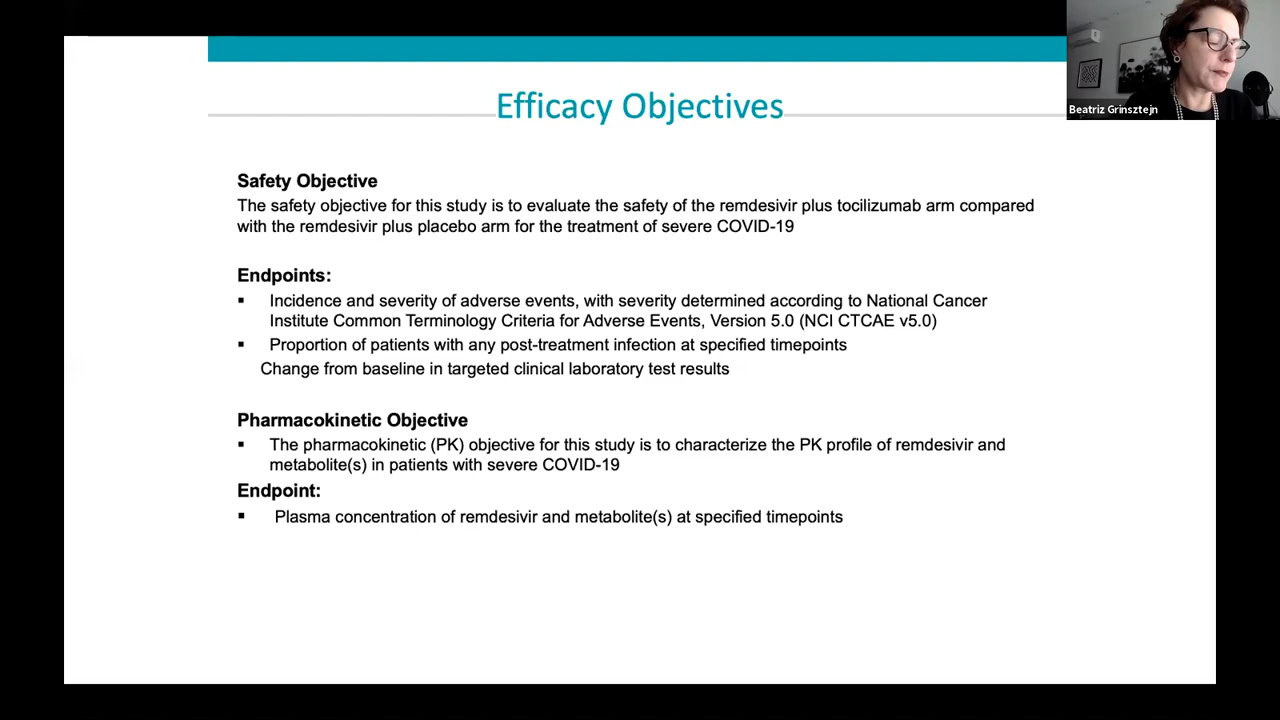 Efficacy Objectives
Beatriz Grinsztejn
Safety Objective
The safety objective for this study is to evaluate the safety of the remdesivir plus tocilizumab arm compared
with the remdesivir plus placebo arm for the treatment of severe COVID-19
Endpoints:
▪ Incidence and severity of adverse events, with severity determined according to National Cancer
Institute Common Terminology Criteria for Adverse Events, Version 5.0 (NCI CTCAE v5.0)
▪ Proportion of patients with any post-treatment infection at specified timepoints
Change from baseline in targeted clinical laboratory test results
Pharmacokinetic Objective
▪ The pharmacokinetic (PK) objective for this study is to characterize the PK profile of remdesivir and
metabolite(s) in patients with severe COVID-19
Endpoint:
▪ Plasma concentration of remdesivir and metabolite(s) at specified timepoints